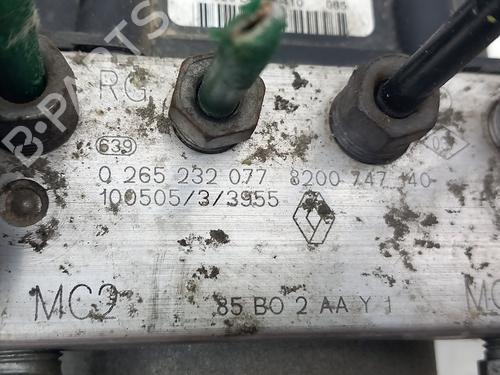 RG
639
0 265 232 077 8200 747 140
100505/3/3955
MC2 85 BO 2 AA Y 1
B-PARTS